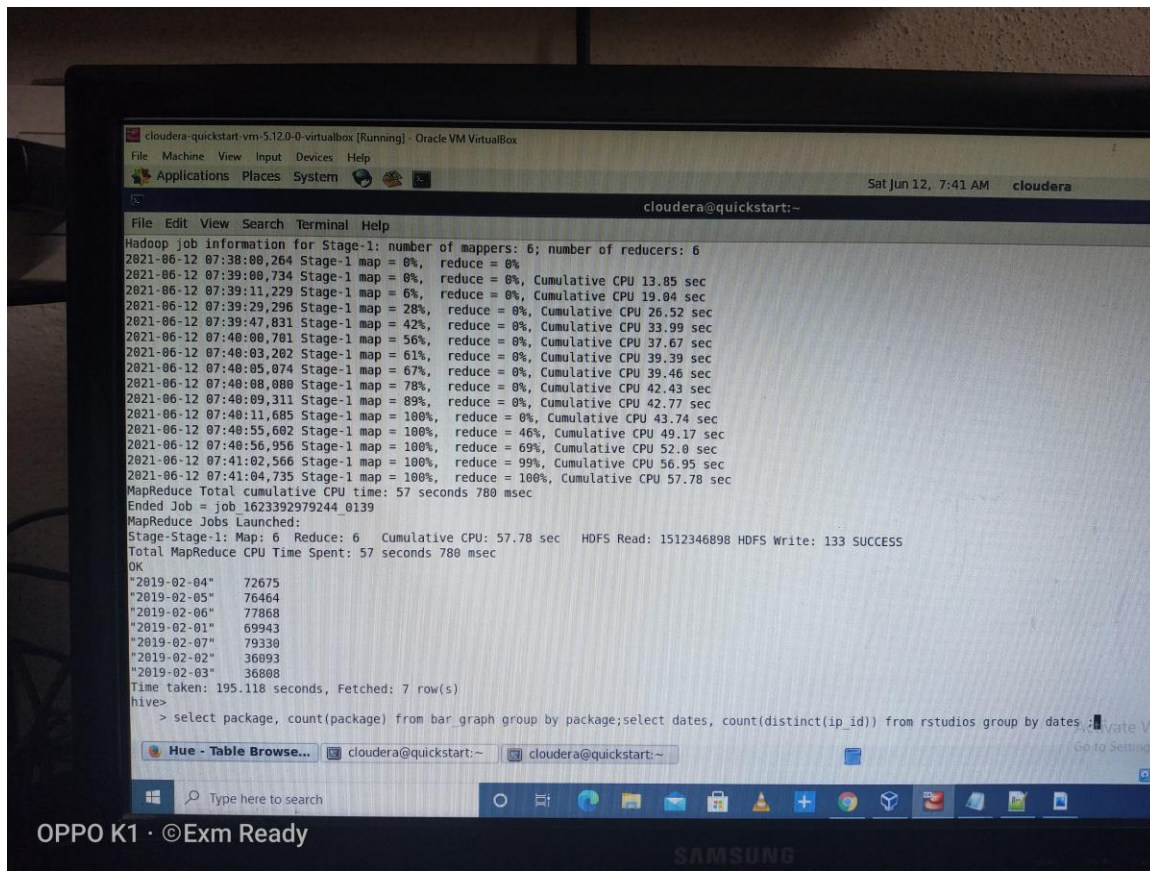 cloudera-quickstart-vm-5.12.0-0-virtualbox [Running] - Oracle VM VirtualBox
File Machine View Input Devices Help
Applications Places System
Sat Jun 12, 7:41 AM cloudera
cloudera@quickstart:~
File Edit View Search Terminal Help
Hadoop job information for Stage-1: number of mappers: 6; number of reducers: 6
2021-06-12 07:38:00,264 Stage-1 map = 0%, reduce = 0%
2021-06-12 07:39:00,734 Stage-1 map = 0%, reduce = 0%, Cumulative CPU 13.85 sec
2021-06-12 07:39:11,229 Stage-1 map = 6%, reduce = 0%, Cumulative CPU 19.04 sec
2021-06-12 07:39:29,296 Stage-1 map = 28%, reduce = 0%, Cumulative CPU 26.52 sec
2021-06-12 07:39:47,831 Stage-1 map = 42%, reduce = 0%, Cumulative CPU 33.99 sec
2021-06-12 07:40:00,701 Stage-1 map = 56%, reduce = 0%, Cumulative CPU 37.67 sec
2021-06-12 07:40:03,202 Stage-1 map = 61%, reduce = 0%, Cumulative CPU 39.39 sec
2021-06-12 07:40:05,074 Stage-1 map = 67%, reduce = 0%, Cumulative CPU 39.46 sec
2021-06-12 07:40:08,080 Stage-1 map = 78%, reduce = 0%, Cumulative CPU 42.43 sec
2021-06-12 07:40:09,311 Stage-1 map = 89%, reduce = 0%, Cumulative CPU 42.77 sec
2021-06-12 07:40:11,685 Stage-1 map = 100%, reduce = 0%, Cumulative CPU 43.74 sec
2021-06-12 07:40:55,602 Stage-1 map = 100%, reduce = 46%, Cumulative CPU 49.17 sec
2021-06-12 07:40:56,956 Stage-1 map = 100%, reduce = 69%, Cumulative CPU 52.0 sec
2021-06-12 07:41:02,566 Stage-1 map = 100%, reduce = 99%, Cumulative CPU 56.95 sec
2021-06-12 07:41:04,735 Stage-1 map = 100%, reduce = 100%, Cumulative CPU 57.78 sec
MapReduce Total cumulative CPU time: 57 seconds 780 msec
Ended Job = job_1623392979244_0139
MapReduce Jobs Launched:
Stage-Stage-1: Map: 6 Reduce: 6 Cumulative CPU: 57.78 sec HDFS Read: 1512346898 HDFS Write: 133 SUCCESS
Total MapReduce CPU Time Spent: 57 seconds 780 msec
OK
"2019-02-04" 72675
"2019-02-05" 76464
"2019-02-06" 77868
"2019-02-01" 69943
"2019-02-07" 79330
"2019-02-02" 36093
"2019-02-03" 36808
Time taken: 195.118 seconds, Fetched: 7 row(s)
hive>
> select package, count(package) from bar_graph group by package;select dates, count(distinct(ip_id)) from rstudios group by dates ;
Go to Setting
Hue - Table Browse... cloudera@quickstart:~ cloudera@quickstart:~
Type here to search
OPPO K1 · ©Exm Ready
SAMSUNG